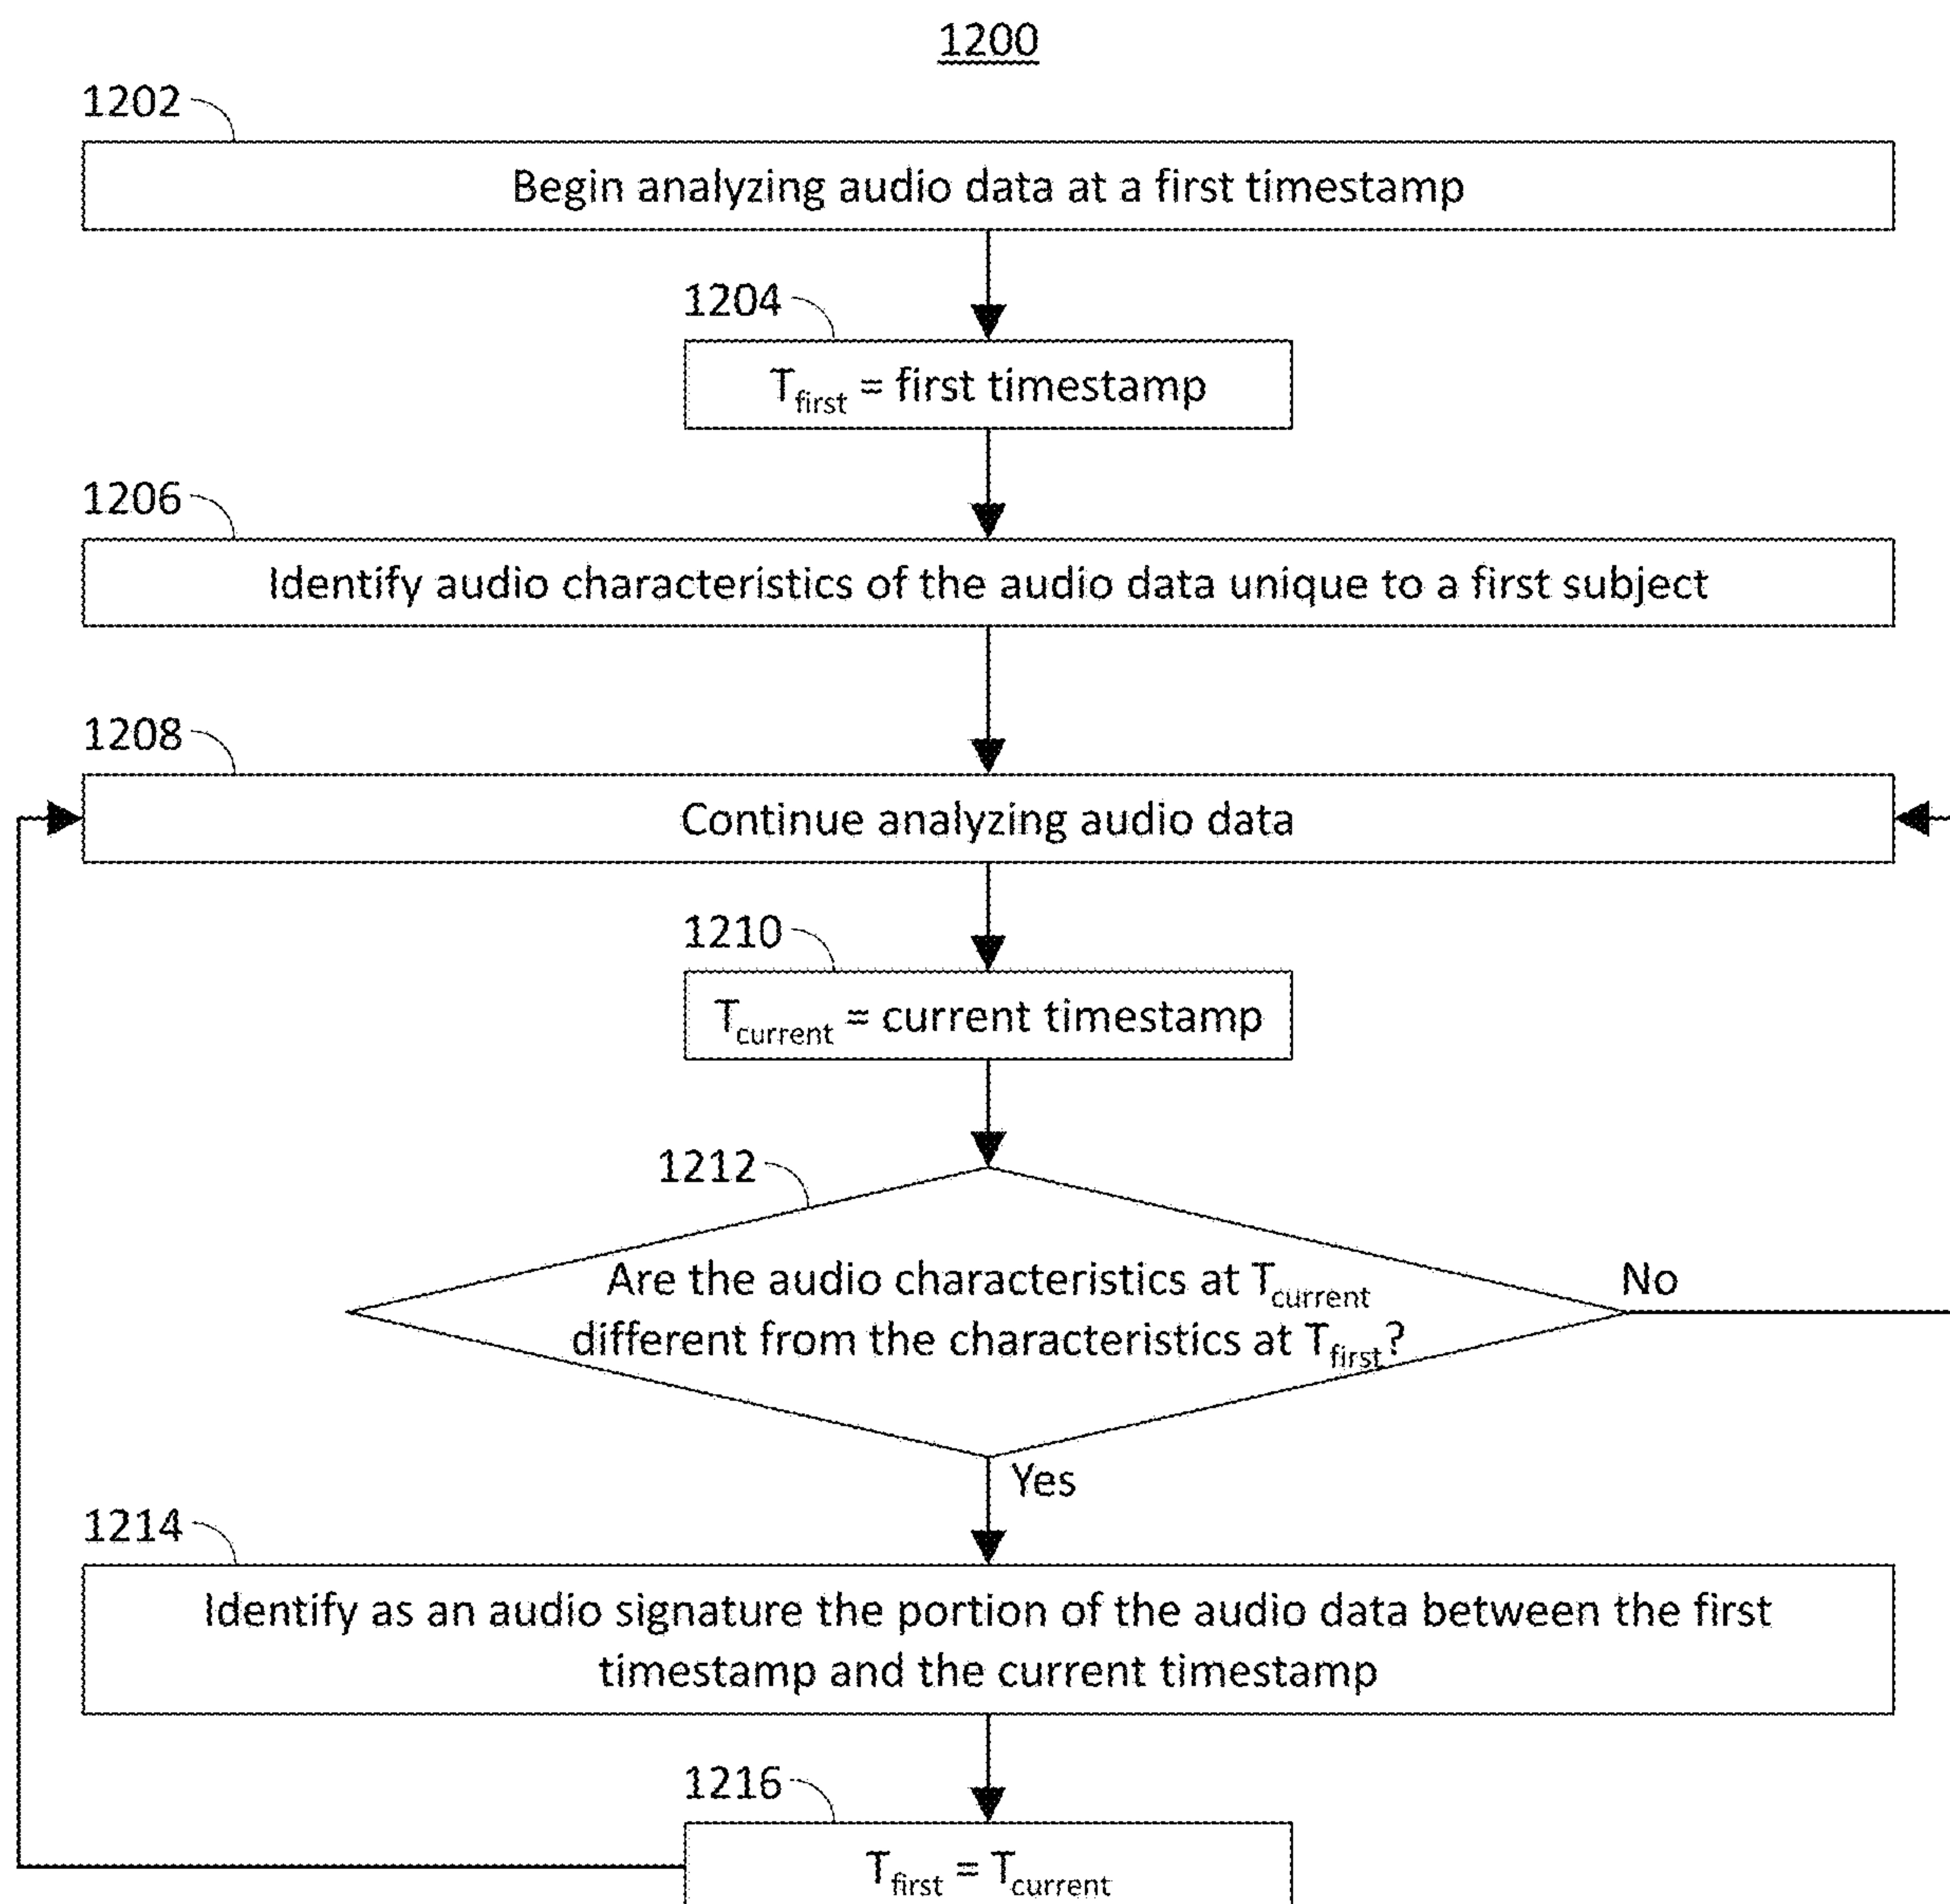 1200
1202
Begin analyzing audio data at a first timestamp
1204
T_first = first timestamp
1206
Identify audio characteristics of the audio data unique to a first subject
1208
Continue analyzing audio data
1210
T_current = current timestamp
1212
Are the audio characteristics at T_current
different from the characteristics at T_first?
No
Yes
1214
Identify as an audio signature the portion of the audio data between the first
timestamp and the current timestamp
1216
T_first = T_current